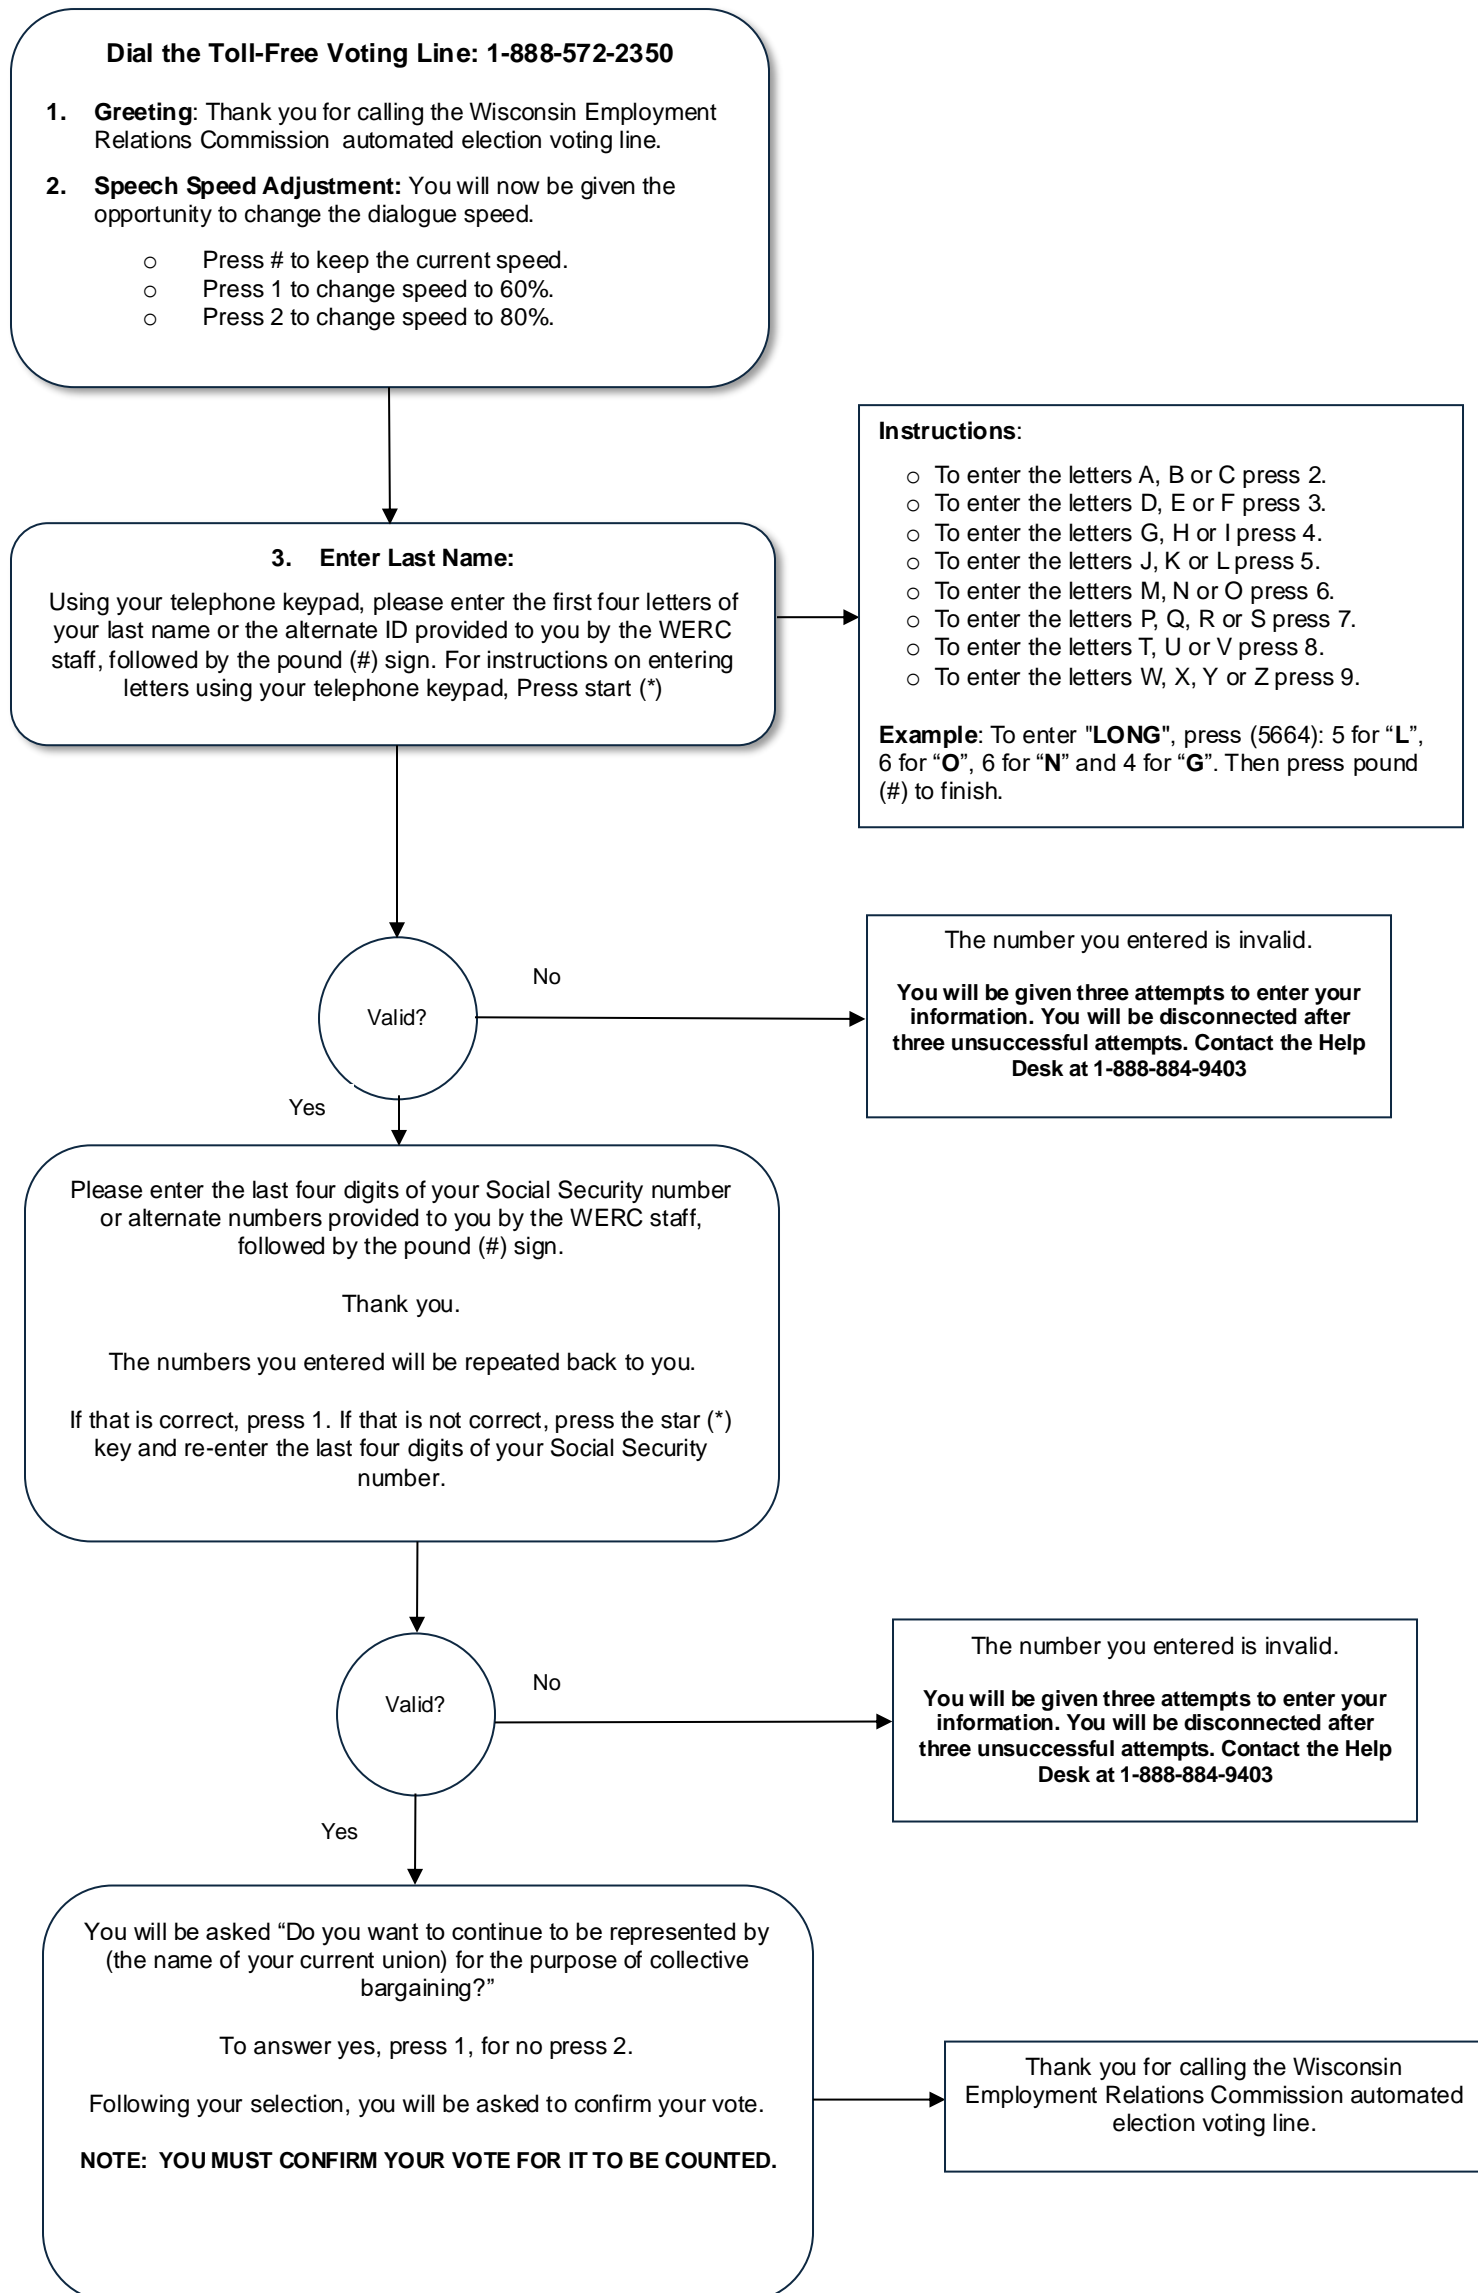 Dial the Toll-Free Voting Line: 1-888-572-2350
1. Greeting: Thank you for calling the Wisconsin Employment
Relations Commission automated election voting line.
2. Speech Speed Adjustment: You will now be given the
opportunity to change the dialogue speed.
o Press # to keep the current speed.
o Press 1 to change speed to 60%.
o Press 2 to change speed to 80%.
3. Enter Last Name:
Using your telephone keypad, please enter the first four letters of
your last name or the alternate ID provided to you by the WERC
staff, followed by the pound (#) sign. For instructions on entering
letters using your telephone keypad, Press start (*)
Instructions:
o To enter the letters A, B or C press 2.
o To enter the letters D, E or F press 3.
o To enter the letters G, H or I press 4.
o To enter the letters J, K or L press 5.
o To enter the letters M, N or O press 6.
o To enter the letters P, Q, R or S press 7.
o To enter the letters T, U or V press 8.
o To enter the letters W, X, Y or Z press 9.
Example: To enter "LONG", press (5664): 5 for “L”,
6 for “O”, 6 for “N” and 4 for “G”. Then press pound
(#) to finish.
Valid?
No
The number you entered is invalid.
You will be given three attempts to enter your
information. You will be disconnected after
three unsuccessful attempts. Contact the Help
Desk at 1-888-884-9403
Yes
Please enter the last four digits of your Social Security number
or alternate numbers provided to you by the WERC staff,
followed by the pound (#) sign.
Thank you.
The numbers you entered will be repeated back to you.
If that is correct, press 1. If that is not correct, press the star (*)
key and re-enter the last four digits of your Social Security
number.
Valid?
No
The number you entered is invalid.
You will be given three attempts to enter your
information. You will be disconnected after
three unsuccessful attempts. Contact the Help
Desk at 1-888-884-9403
Yes
You will be asked “Do you want to continue to be represented by
(the name of your current union) for the purpose of collective
bargaining?”
To answer yes, press 1, for no press 2.
Following your selection, you will be asked to confirm your vote.
NOTE: YOU MUST CONFIRM YOUR VOTE FOR IT TO BE COUNTED.
Thank you for calling the Wisconsin
Employment Relations Commission automated
election voting line.